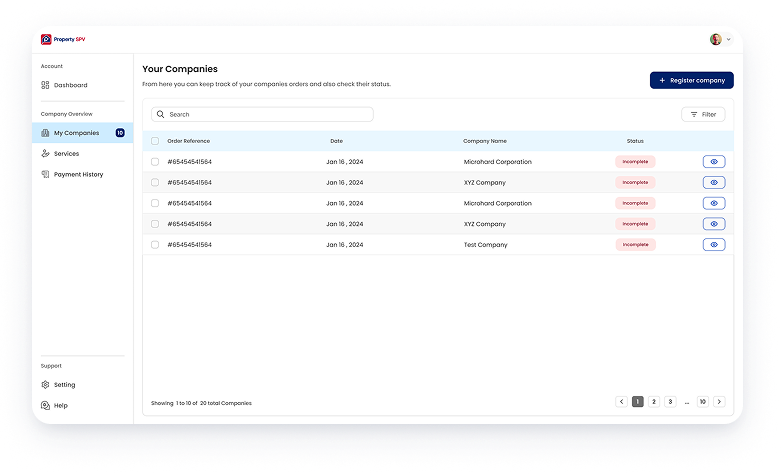 Property SPV
Account
Dashboard
Company Overview
My Companies 10
Services
Payment History
Support
Setting
Help
Your Companies
From here you can keep track of your companies orders and also check their status.
+ Register company
Search
Filter
Order Reference Date Company Name Status
#65454541564 Jan 16 , 2024 Microhard Corporation Incomplete
#65454541564 Jan 16 , 2024 XYZ Company Incomplete
#65454541564 Jan 16 , 2024 Microhard Corporation Incomplete
#65454541564 Jan 16 , 2024 XYZ Company Incomplete
#65454541564 Jan 16 , 2024 Test Company Incomplete
Showing 1 to 10 of 20 total Companies
< 1 2 3 ... 10 >